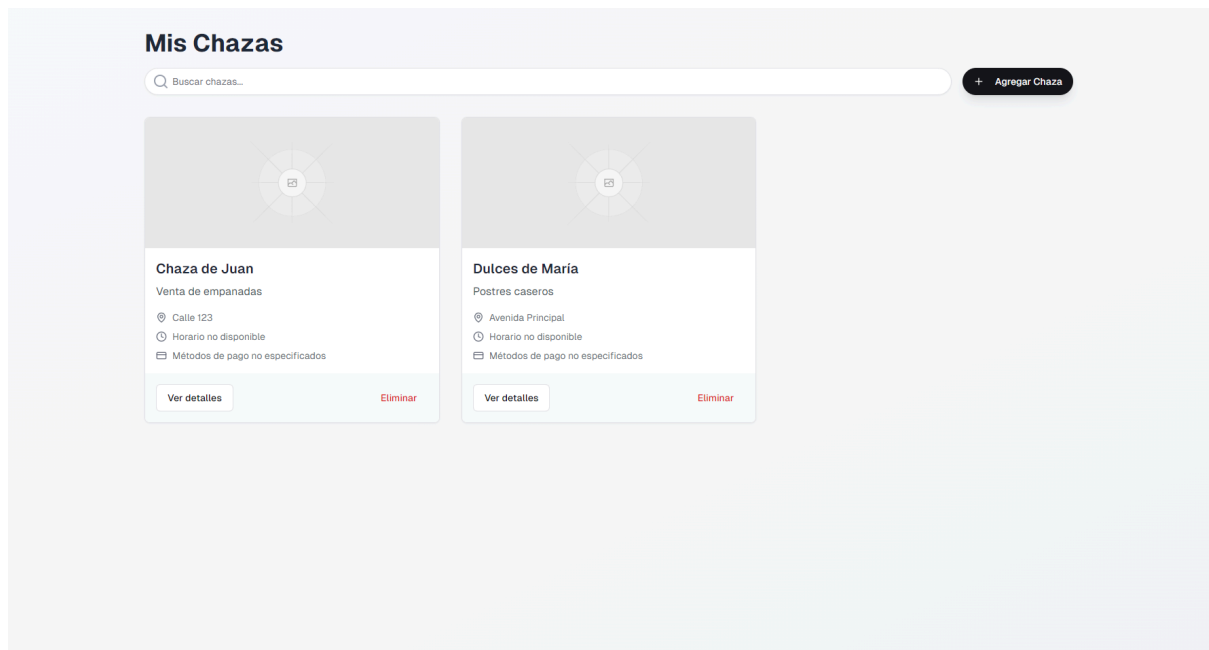 Mis Chazas
Buscar chazas...
Agregar Chaza
Chaza de Juan
Venta de empanadas
Calle 123
Horario no disponible
Métodos de pago no especificados
Ver detalles
Eliminar
Dulces de María
Postres caseros
Avenida Principal
Horario no disponible
Métodos de pago no especificados
Ver detalles
Eliminar